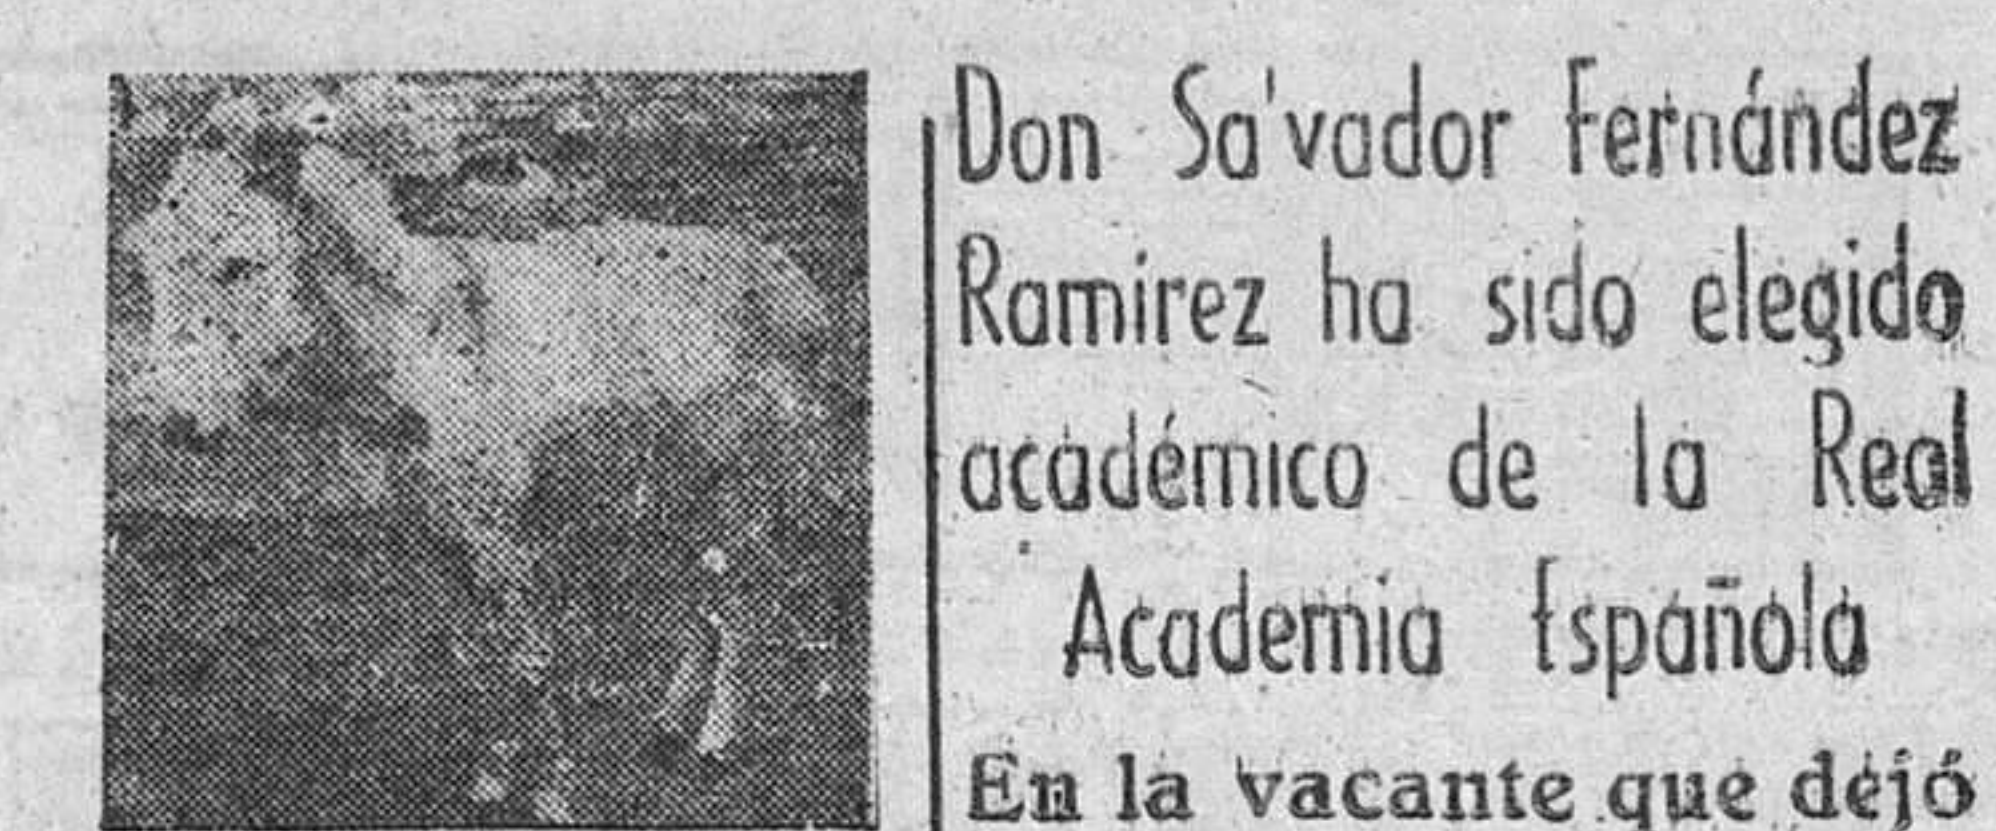 Don Sa'vador Fernández
Ramirez ha sido elegido
académico de la Real
Academia Española
En la vacante que dejó